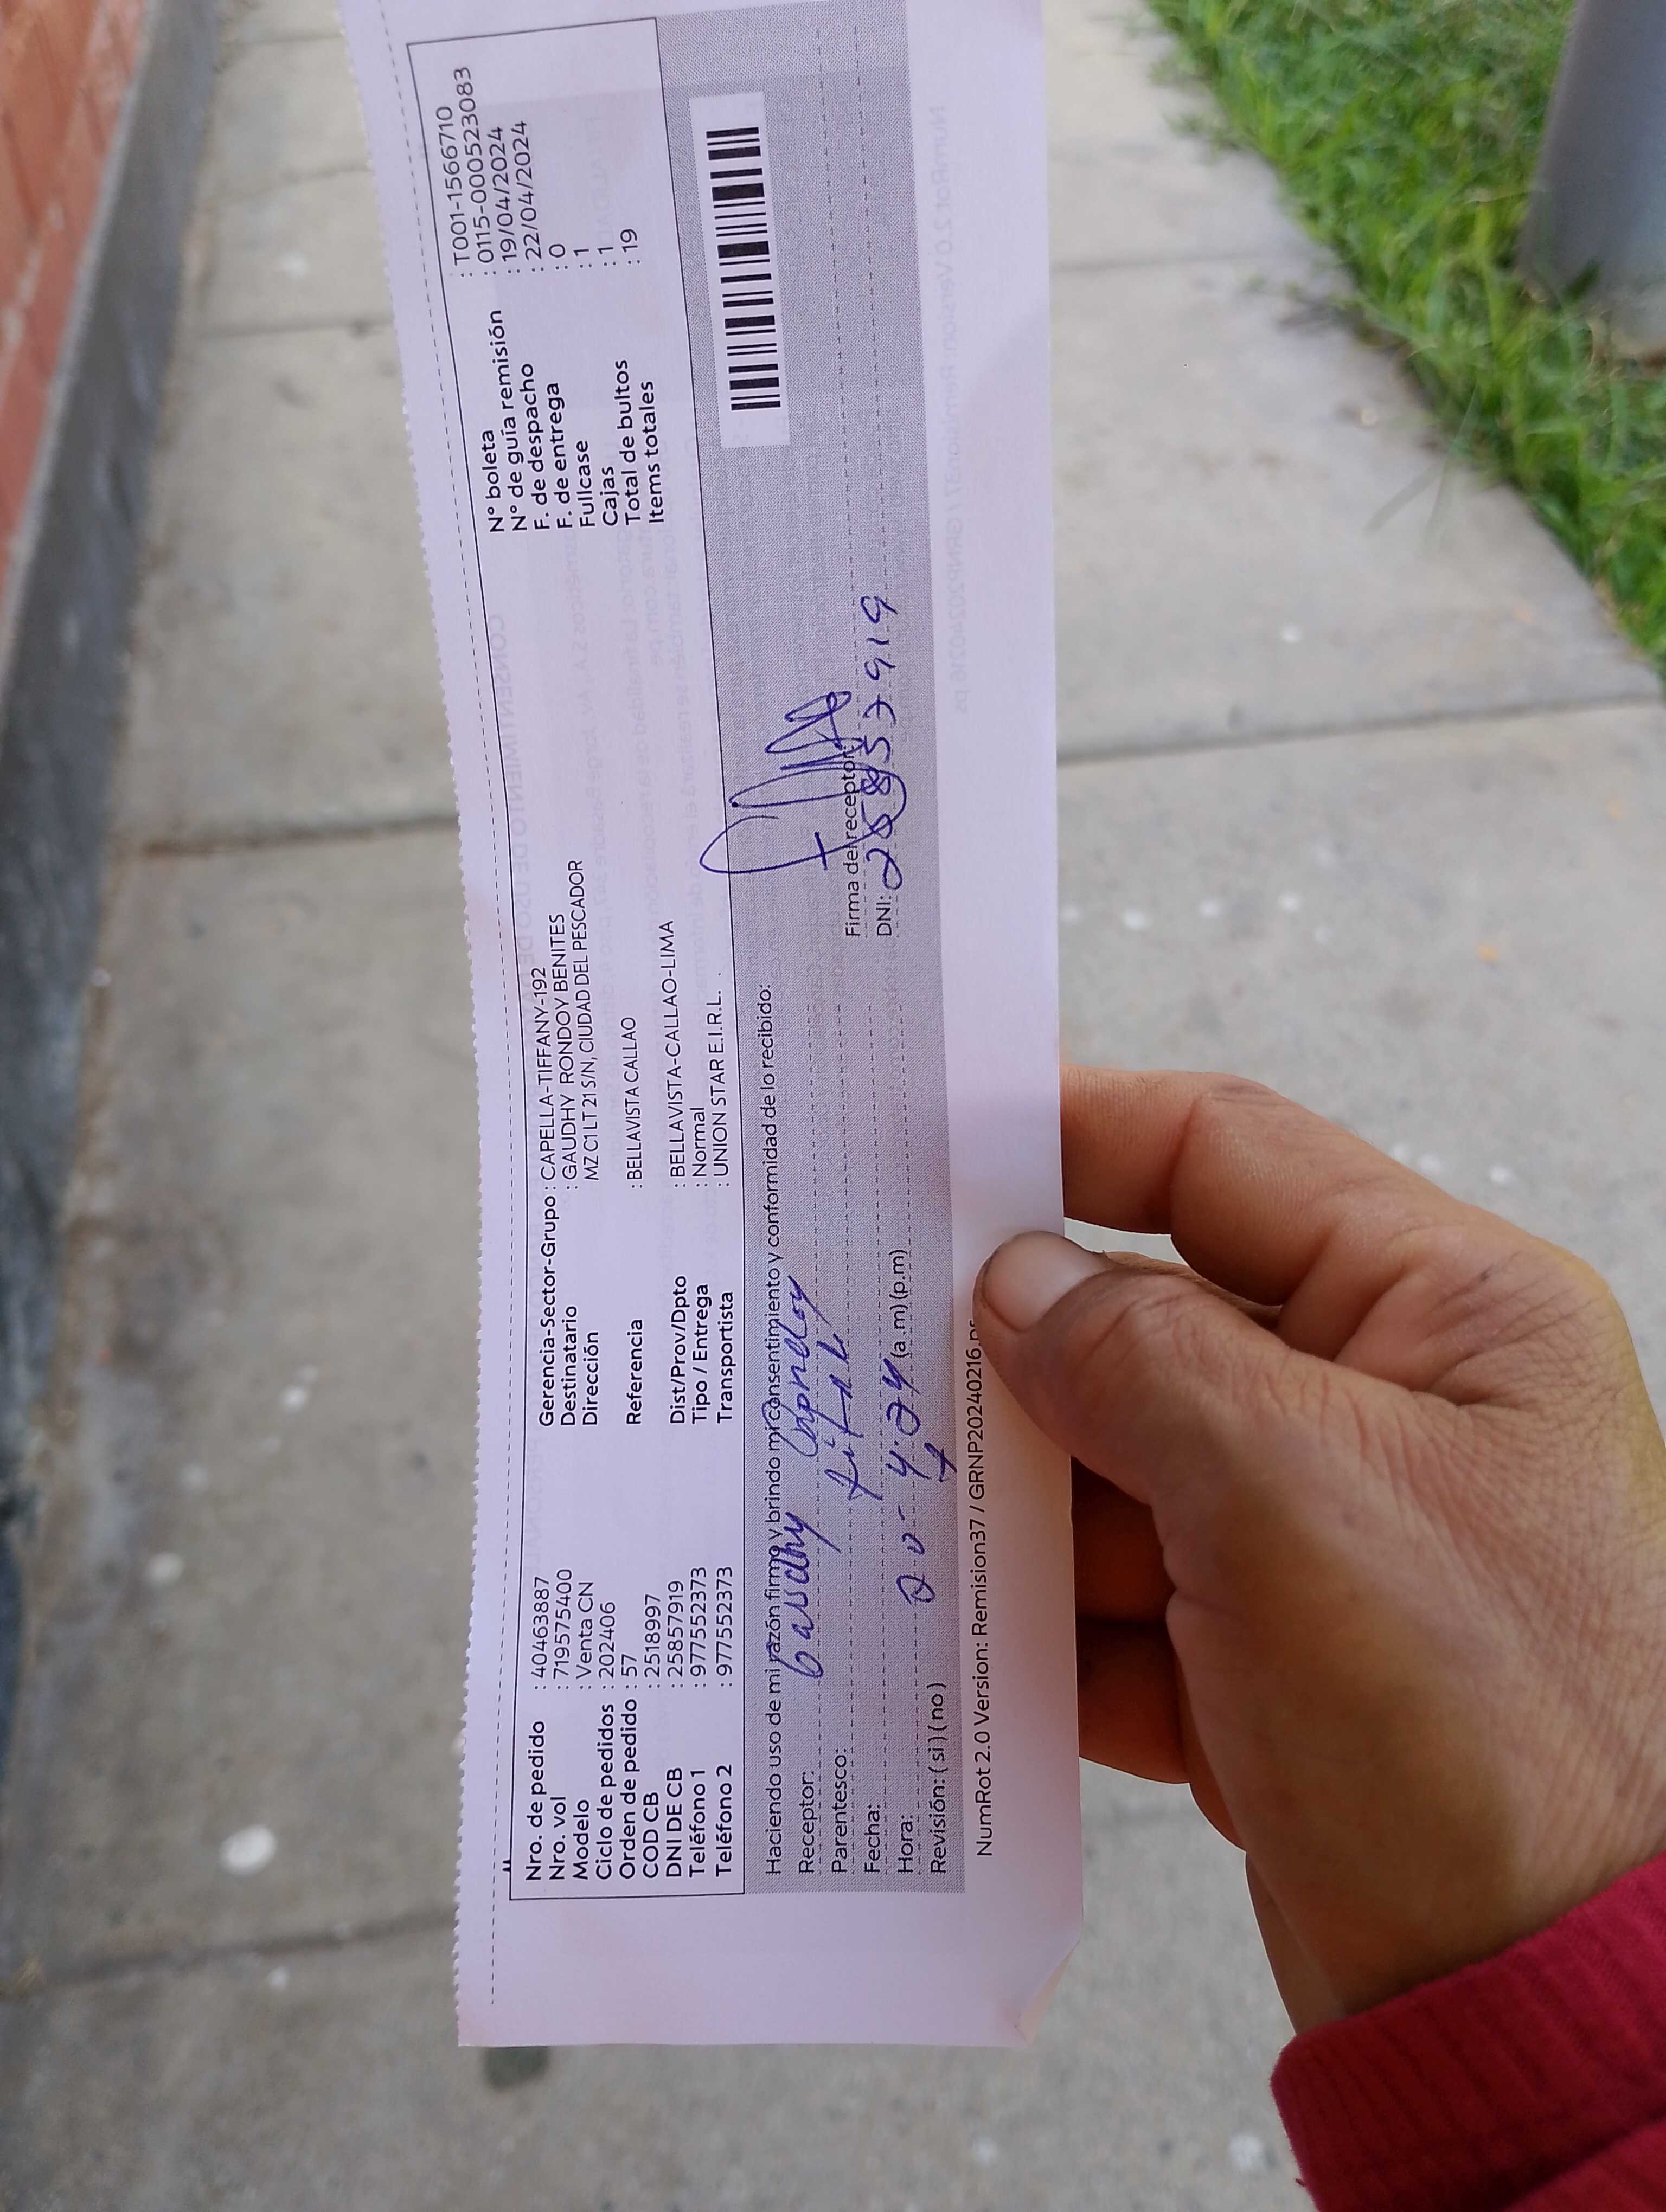 Nro. de pedido : 40463887
Nro. vol : 719575400
Modelo : Venta CN
Ciclo de pedidos : 202406
Orden de pedido : 57
COD CB : 2518997
DNI DE CB : 25857919
Teléfono 1 : 977552373
Teléfono 2 : 977552373
Gerencia-Sector-Grupo : CAPELLA-TIFFANY-192
Destinatario : GAUDHY RONDOY BENITES
Dirección MZ C1 LT 21 S/N, CIUDAD DEL PESCADOR
Referencia : BELLAVISTA CALLAO
Dist/Prov/Dpto : BELLAVISTA-CALLAO-LIMA
Tipo / Entrega : Normal
Transportista : UNION STAR E.I.R.L. .
N° boleta : T001-1566710
N° de guía remisión : 0115-0000523083
F. de despacho : 19/04/2024
F. de entrega : 22/04/2024
Fullcase : 0
Cajas : 1
Total de bultos : 1
Items totales : 19
Haciendo uso de mi razón firmo y brindo mi consentimiento y conformidad de lo recibido:
Receptor: Gaudhy
Parentesco:
Fecha:
Hora: (a.m) (p.m)
Revisión: ( si ) ( no )
Firma del receptor
DNI: 25857919
NumRot 2.0 Version: Remision37 / GRNP20240216